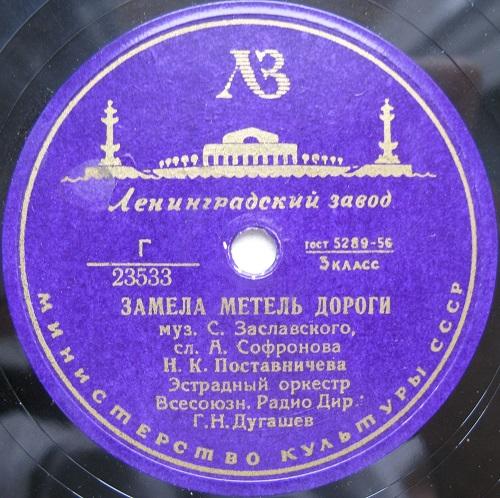 ЛЗ
Ленинградский завод
Г
23533
ГОСТ 5289-56
3 КЛАСС
ЗАМЕЛА МЕТЕЛЬ ДОРОГИ
муз. С. Заславского,
сл. А. Софронова
Н. К. Поставничева
Эстрадный оркестр
Всесоюзн. Радио Дир.:
Г.Н. Дугашев
МИНИСТЕРСТВО КУЛЬТУРЫ СССР